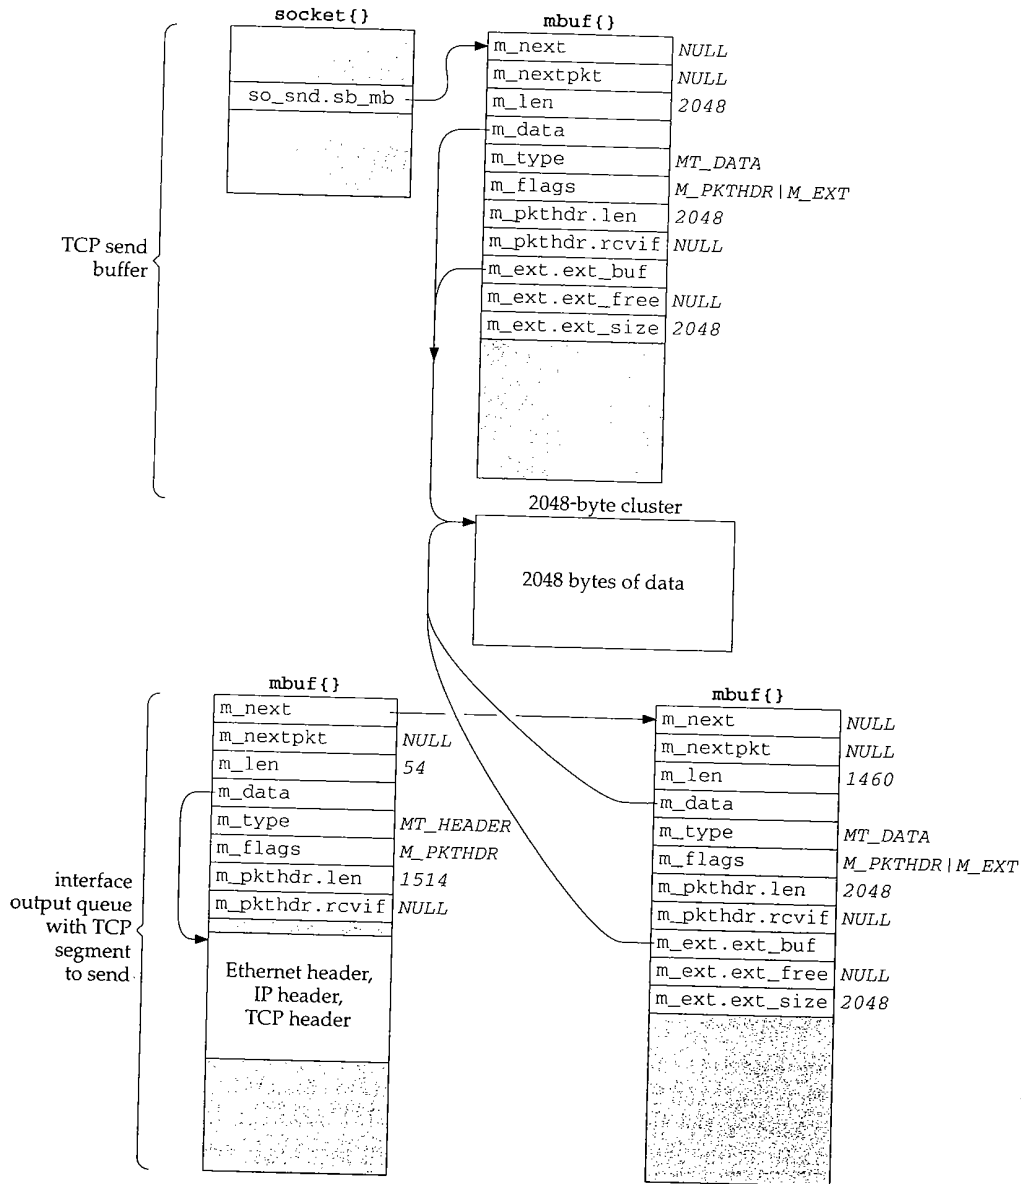 socket{}
mbuf{}
so_snd.sb_mb
m_next NULL
m_nextpkt NULL
m_len 2048
m_data
m_type MT_DATA
m_flags M_PKTHDR|M_EXT
m_pkthdr.len 2048
m_pkthdr.rcvif NULL
m_ext.ext_buf
m_ext.ext_free NULL
m_ext.ext_size 2048
TCP send
buffer
2048-byte cluster
2048 bytes of data
mbuf{}
m_next
m_nextpkt NULL
m_len 54
m_data
m_type MT_HEADER
m_flags M_PKTHDR
m_pkthdr.len 1514
m_pkthdr.rcvif NULL
Ethernet header,
IP header,
TCP header
interface
output queue
with TCP
segment
to send
mbuf{}
m_next NULL
m_nextpkt NULL
m_len 1460
m_data
m_type MT_DATA
m_flags M_PKTHDR|M_EXT
m_pkthdr.len 2048
m_pkthdr.rcvif NULL
m_ext.ext_buf
m_ext.ext_free NULL
m_ext.ext_size 2048